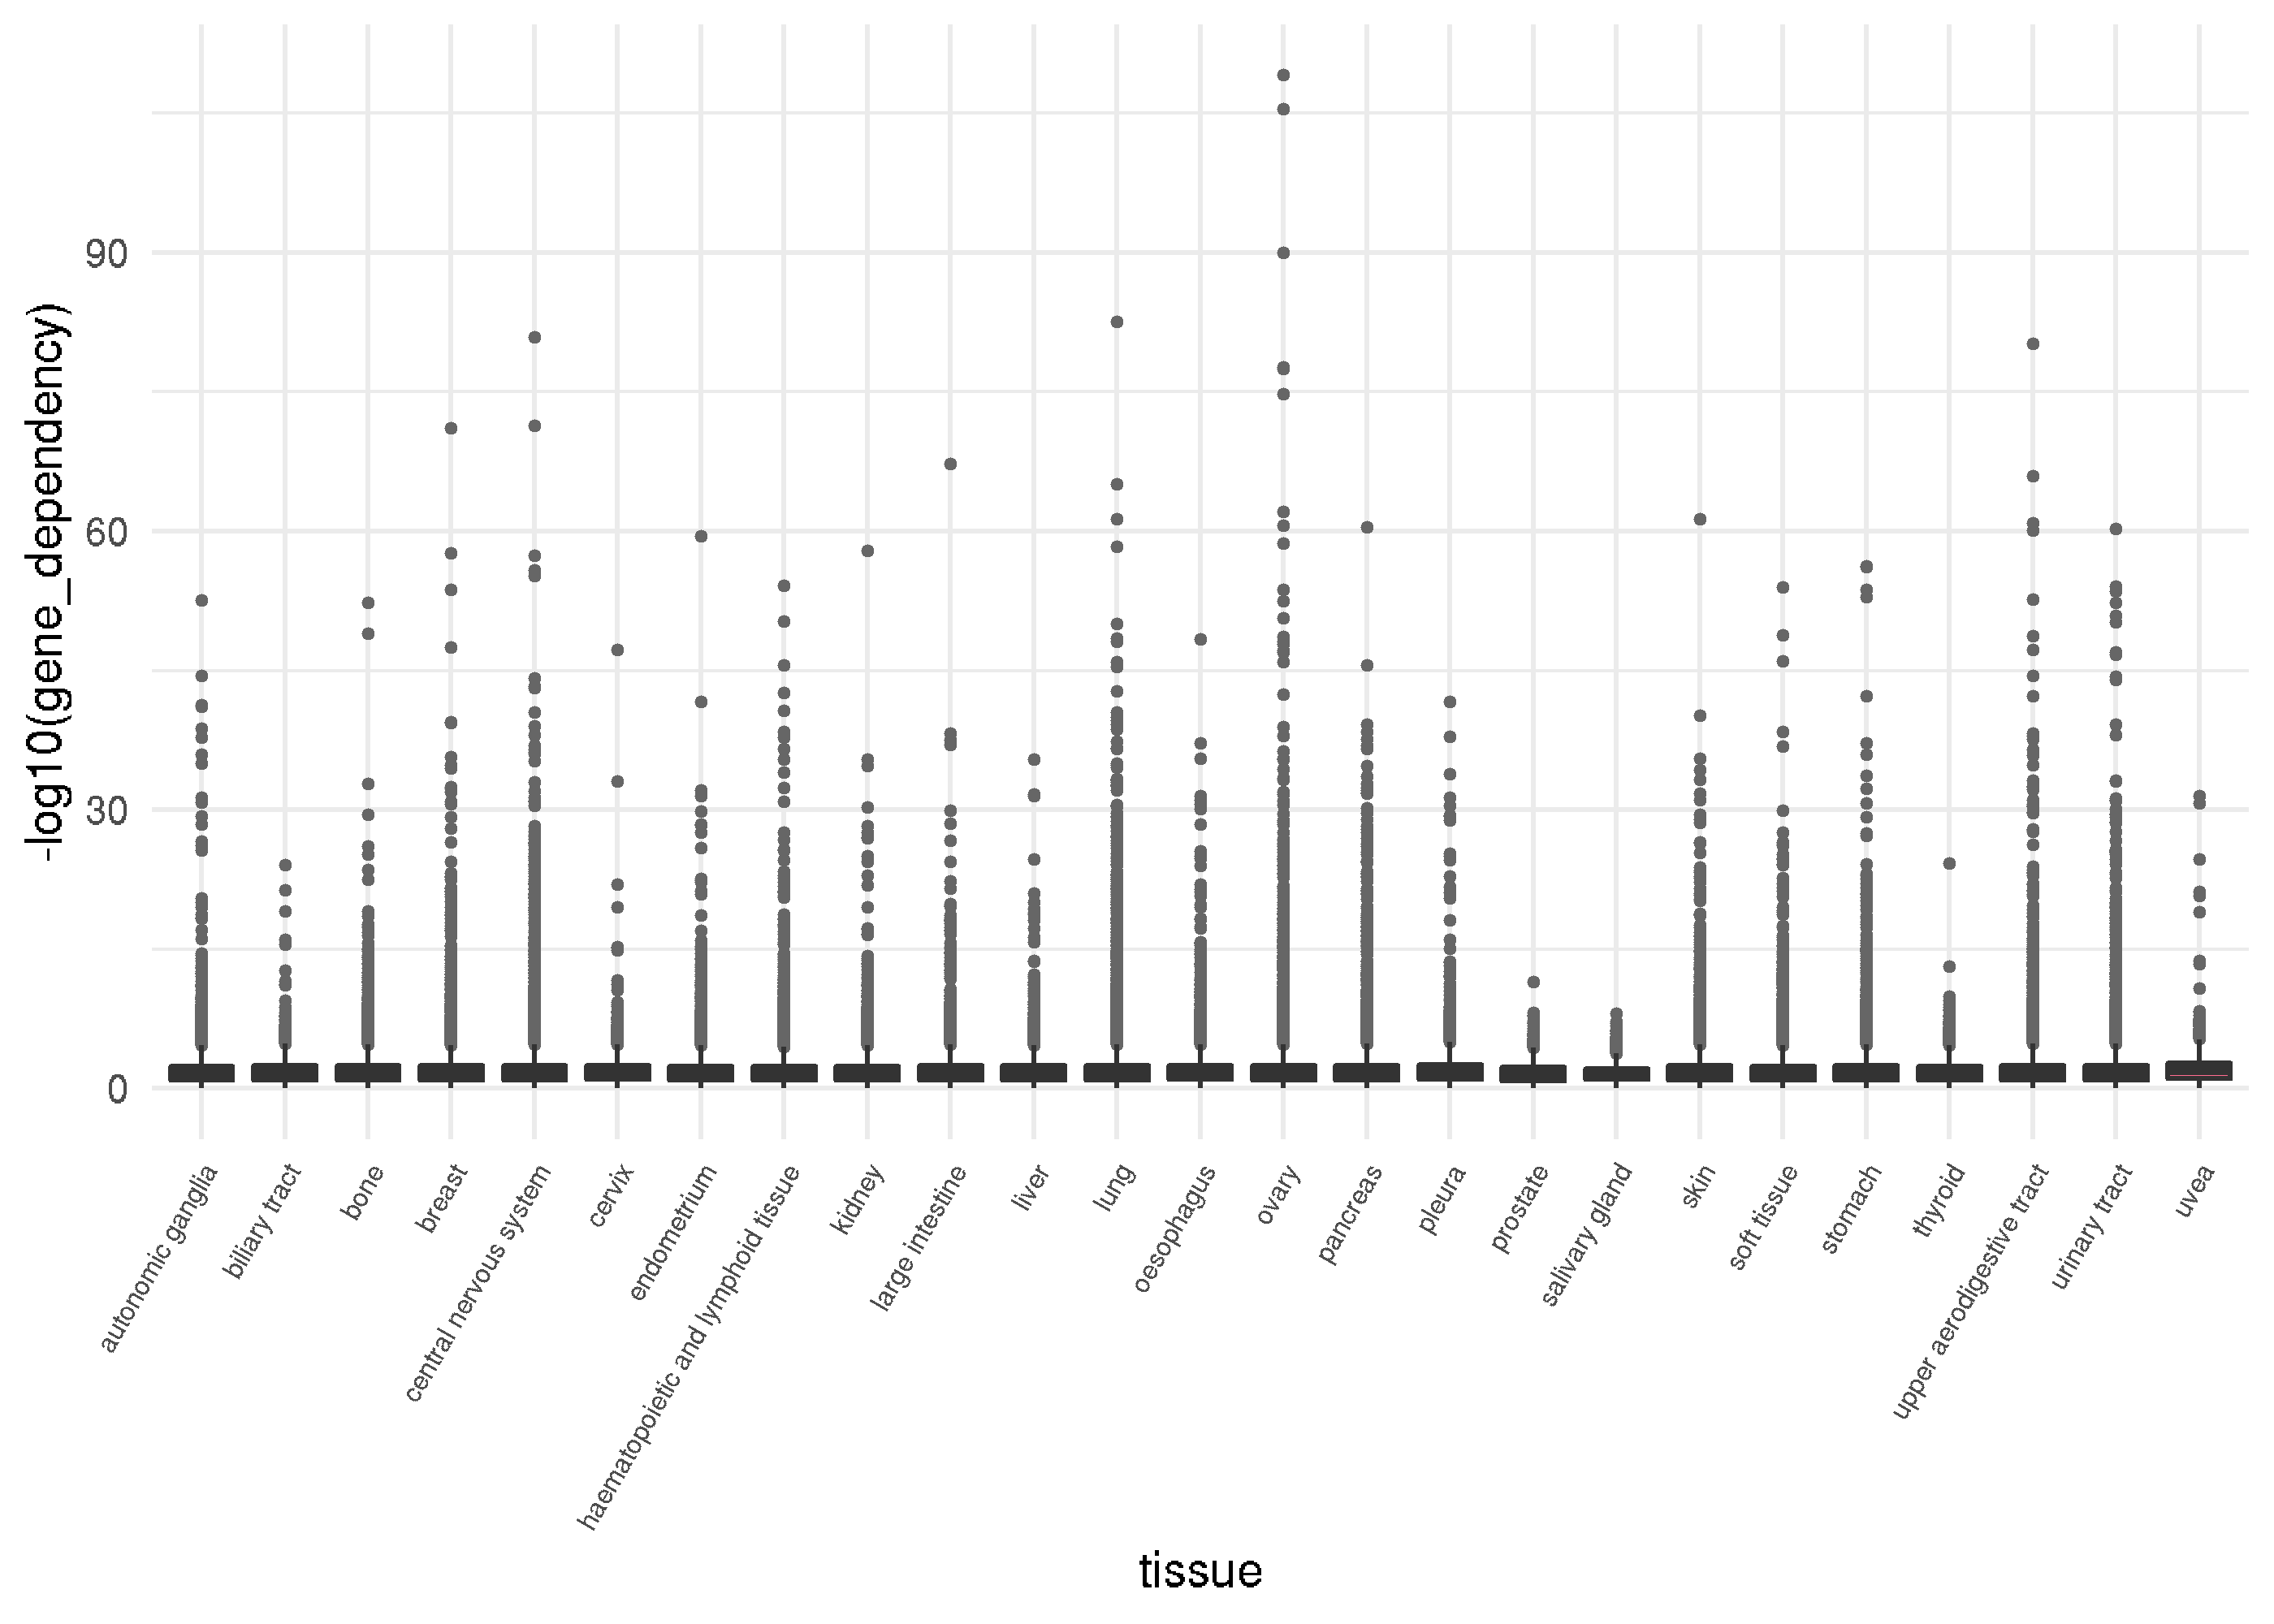 -log10(gene_dependency)
90
60
30
0
autonomic ganglia
biliary tract
bone
breast
central nervous system
cervix
endometrium
haematopoietic and lymphoid tissue
kidney
large intestine
liver
lung
oesophagus
ovary
pancreas
pleura
prostate
salivary gland
skin
soft tissue
stomach
thyroid
upper aerodigestive tract
urinary tract
uvea
tissue